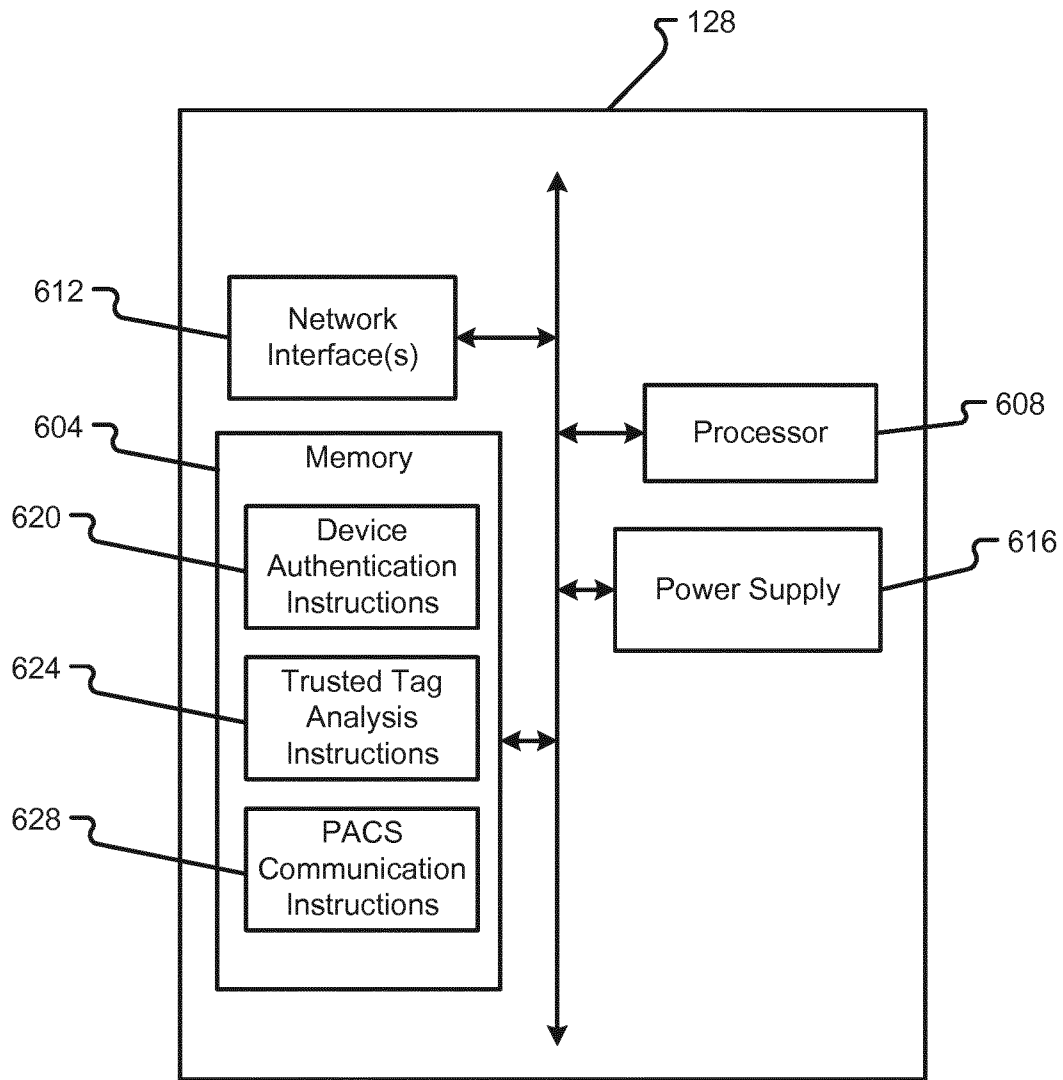 128
612
Network
Interface(s)
604
Memory
Processor
608
620
Device
Authentication
Instructions
Power Supply
616
624
Trusted Tag
Analysis
Instructions
628
PACS
Communication
Instructions